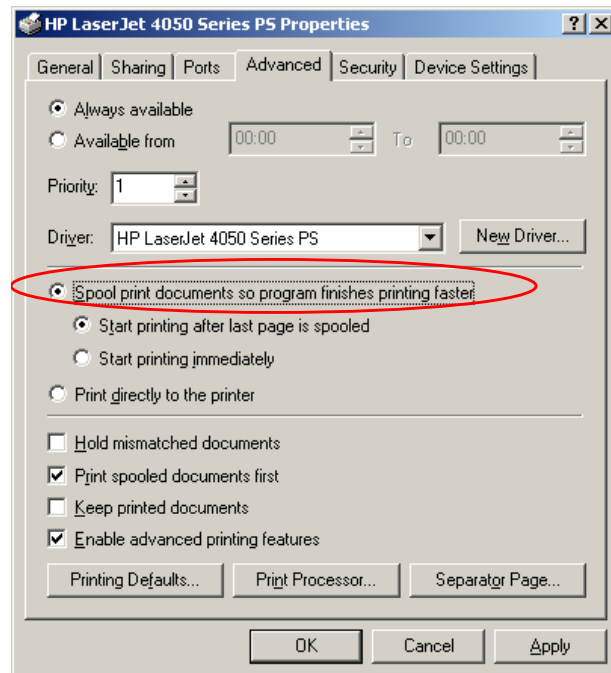 HP LaserJet 4050 Series PS Properties
General Sharing Ports Advanced Security Device Settings
Always available
Available from 00:00 To 00:00
Priority: 1
Driver: HP LaserJet 4050 Series PS New Driver...
Spool print documents so program finishes printing faster
Start printing after last page is spooled
Start printing immediately
Print directly to the printer
Hold mismatched documents
Print spooled documents first
Keep printed documents
Enable advanced printing features
Printing Defaults... Print Processor... Separator Page...
OK Cancel Apply